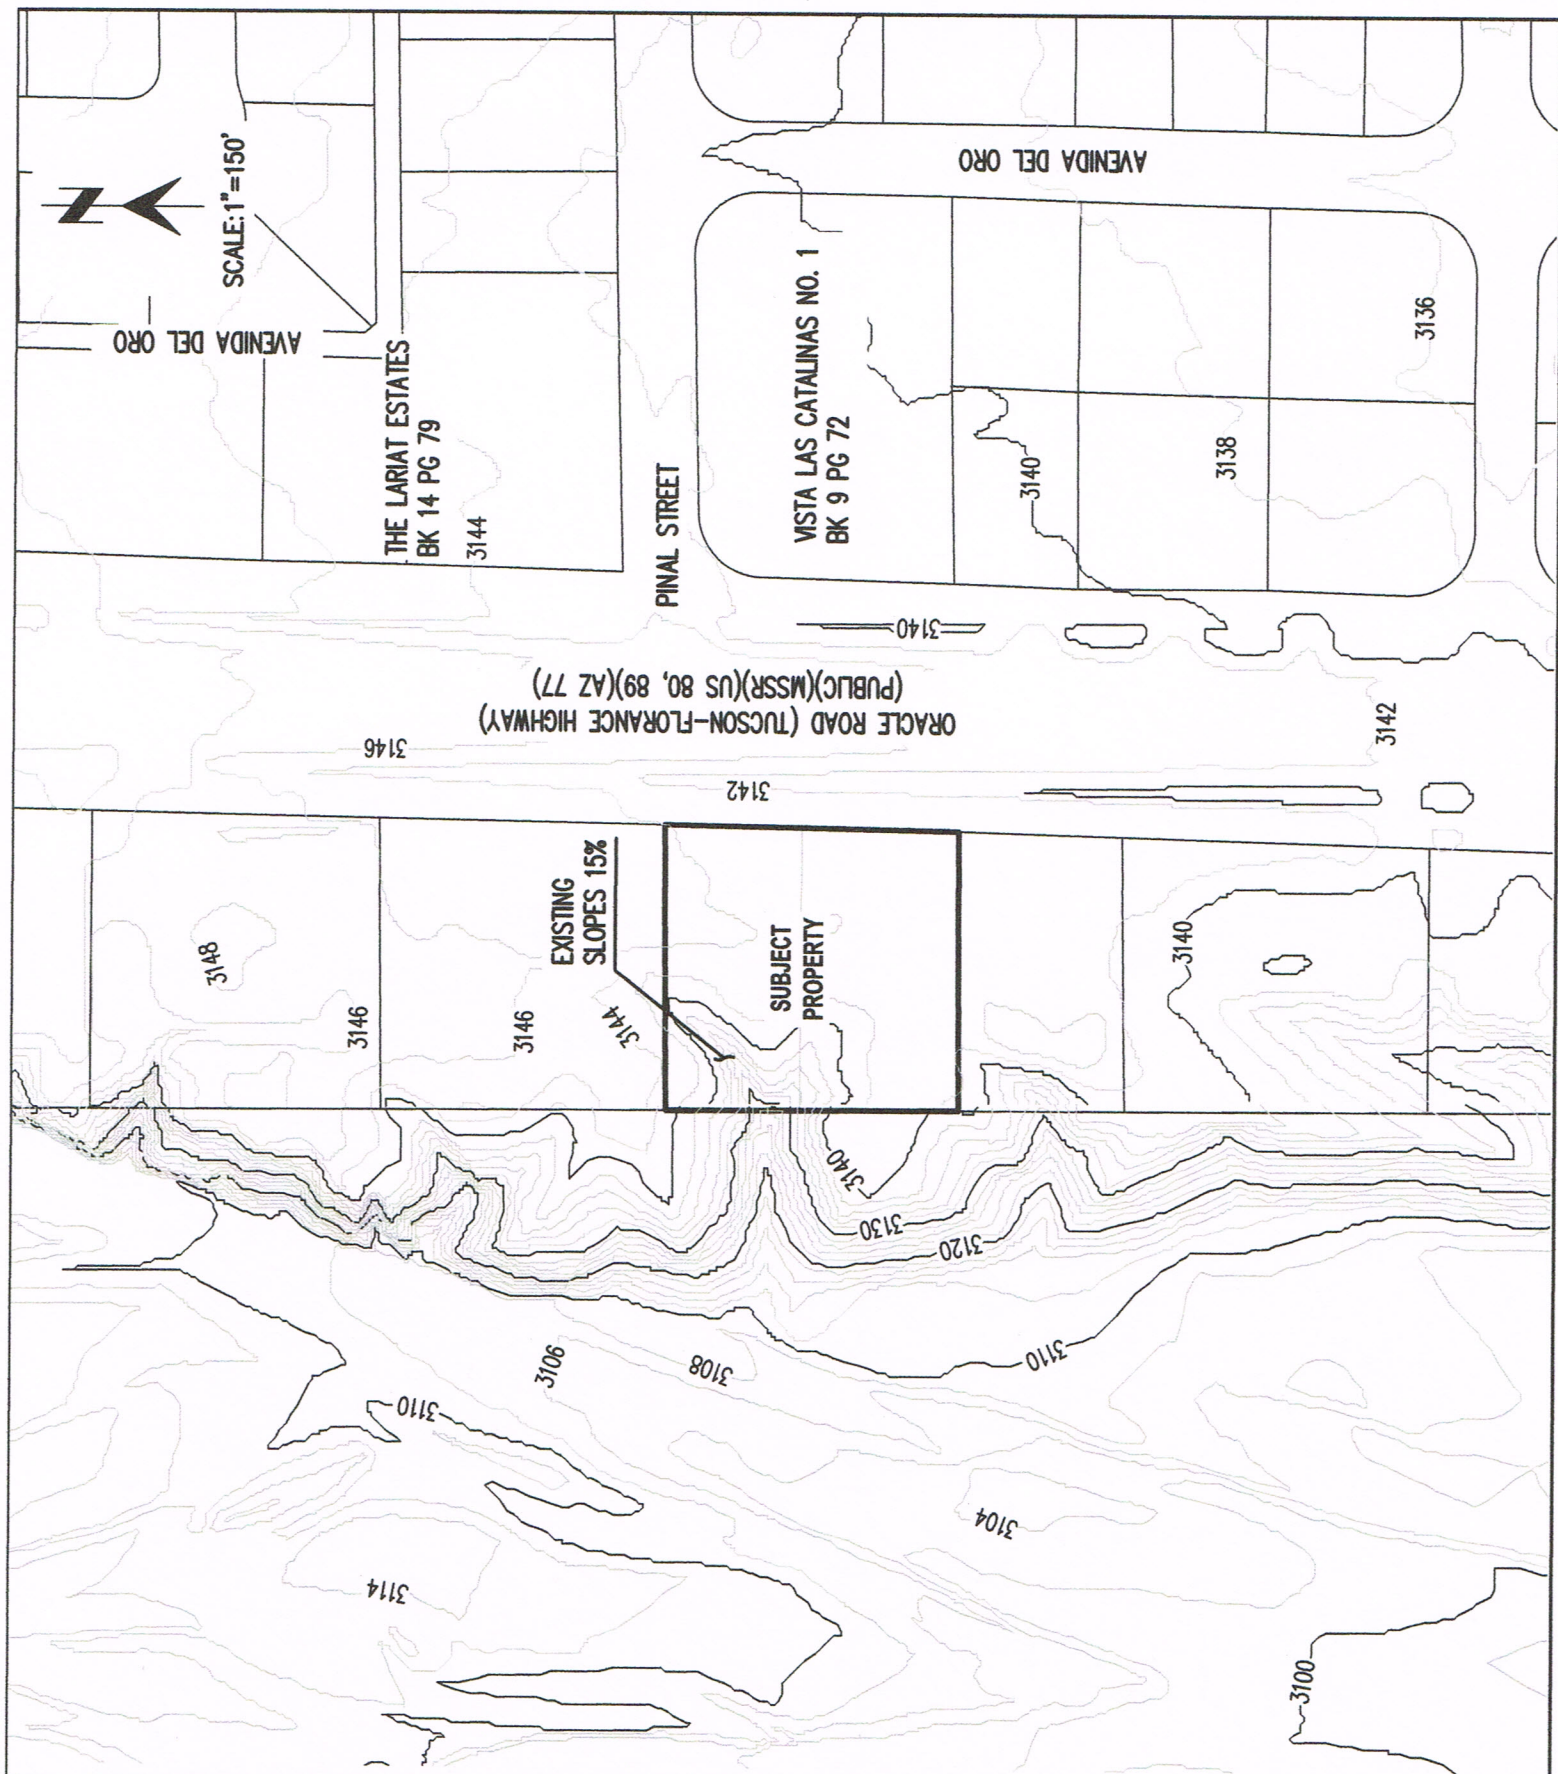 N
SCALE: 1"=150'
AVENIDA DEL ORO
THE LARIAT ESTATES
BK 14 PG 79
3144
PINAL STREET
AVENIDA DEL ORO
VISTA LAS CATALINAS NO. 1
BK 9 PG 72
3136
3138
3140
3140
ORACLE ROAD (TUCSON-FLORANCE HIGHWAY)
(PUBLIC)(MSSR)(US 80, 89)(AZ 77)
3146
3142
3142
EXISTING
SLOPES 15%
SUBJECT
PROPERTY
3148
3146
3146
3144
3140
3140
3130
3120
3110
3106
3108
3110
3104
3114
3100